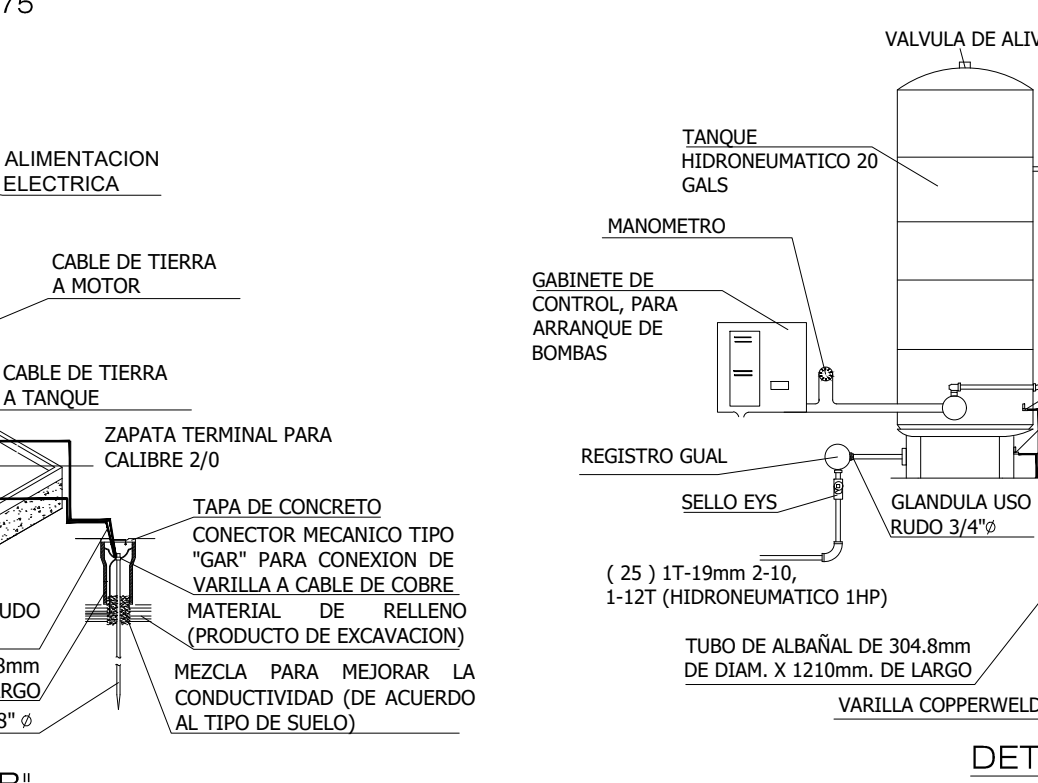 75
ALIMENTACION
ELECTRICA
CABLE DE TIERRA
A MOTOR
CABLE DE TIERRA
A TANQUE
ZAPATA TERMINAL PARA
CALIBRE 2/0
TAPA DE CONCRETO
CONECTOR MECANICO TIPO
"GAR" PARA CONEXION DE
VARILLA A CABLE DE COBRE
MATERIAL DE RELLENO
(PRODUCTO DE EXCAVACION)
MEZCLA PARA MEJORAR LA
CONDUCTIVIDAD (DE ACUERDO
AL TIPO DE SUELO)
UDO
8mm
RGO
8" Ø
VALVULA DE ALIV
TANQUE
HIDRONEUMATICO 20
GALS
MANOMETRO
GABINETE DE
CONTROL, PARA
ARRANQUE DE
BOMBAS
REGISTRO GUAL
SELLO EYS
GLANDULA USO
RUDO 3/4"Ø
( 25 ) 1T-19mm 2-10,
1-12T (HIDRONEUMATICO 1HP)
TUBO DE ALBAÑAL DE 304.8mm
DE DIAM. X 1210mm. DE LARGO
VARILLA COPPERWELD
DET